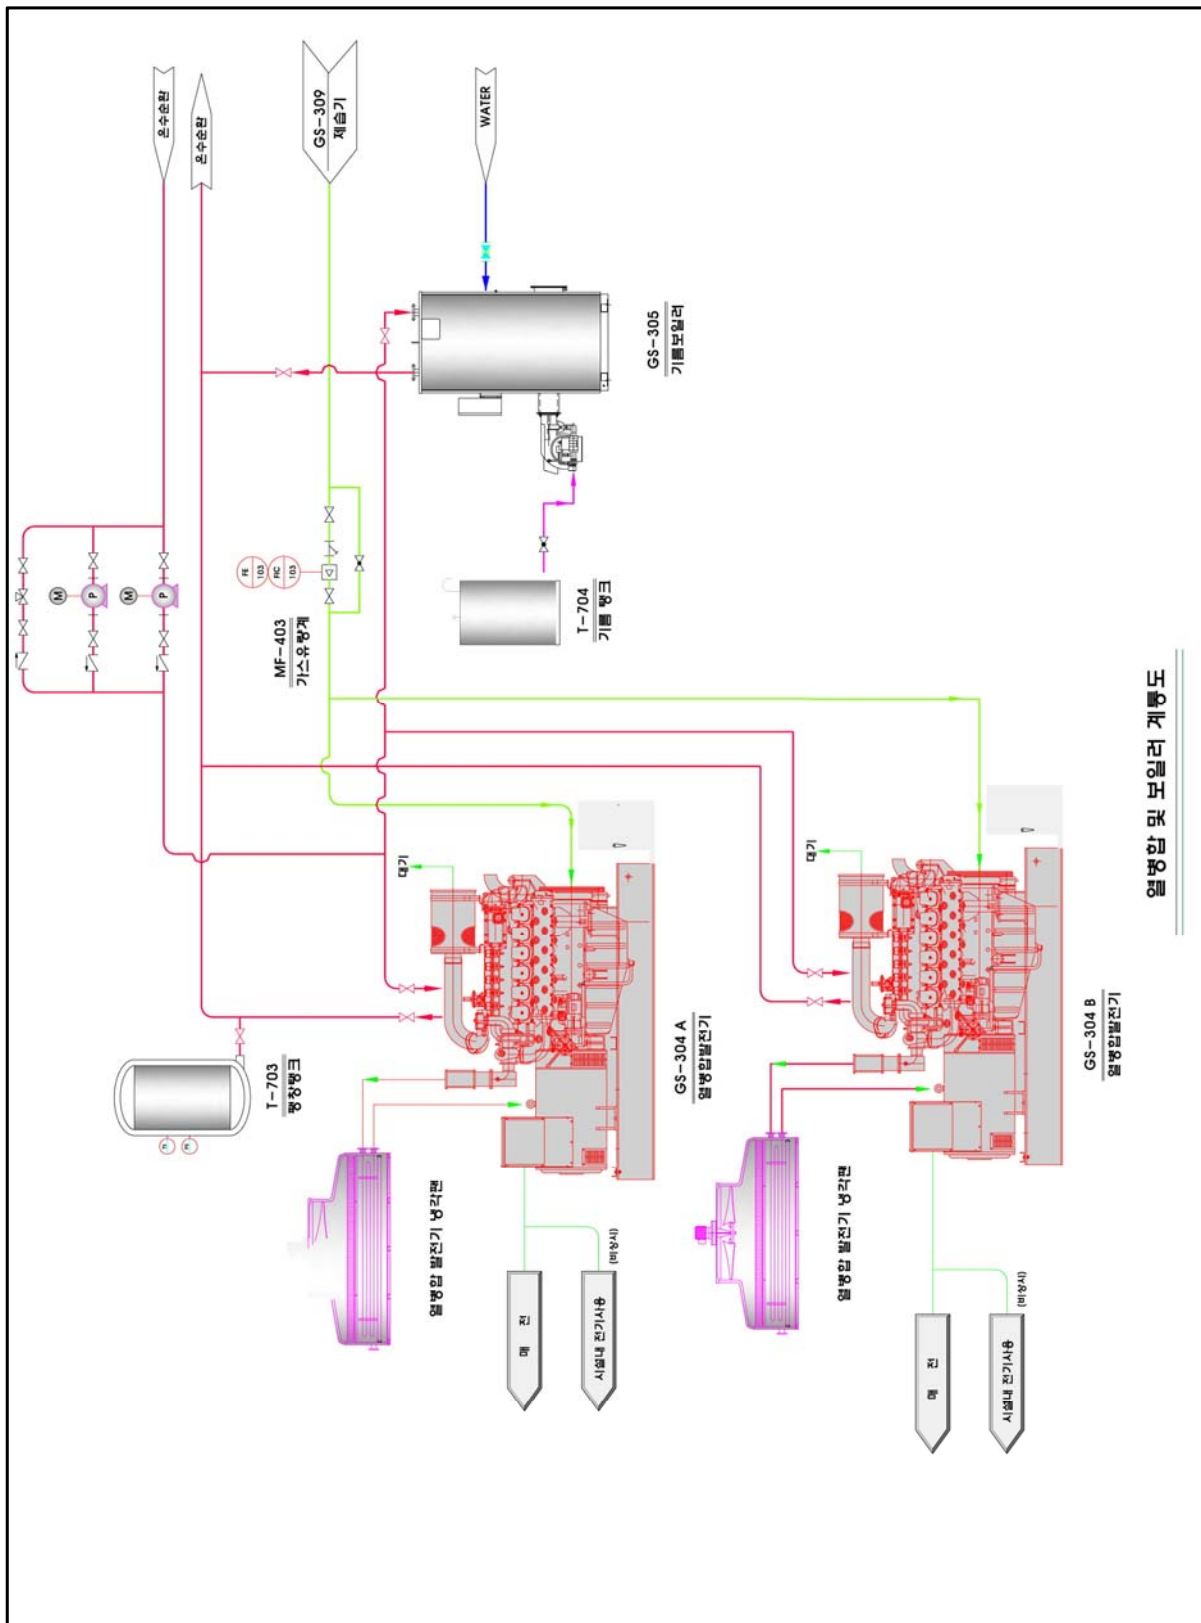 M
P
M
P
온수순환
온수순환
FE
103
FIC
103
T-703
팽창탱크
MF-403
가스유량계
GS-309
제습기
대기
열병합 발전기 냉각팬
WATER
매 전
시설내 전기사용
(비상시)
T-704
기름 탱크
GS-305
기름보일러
GS-304 A
열병합발전기
대기
열병합 발전기 냉각팬
매 전
시설내 전기사용
(비상시)
GS-304 B
열병합발전기
열병합 및 보일러 계통도